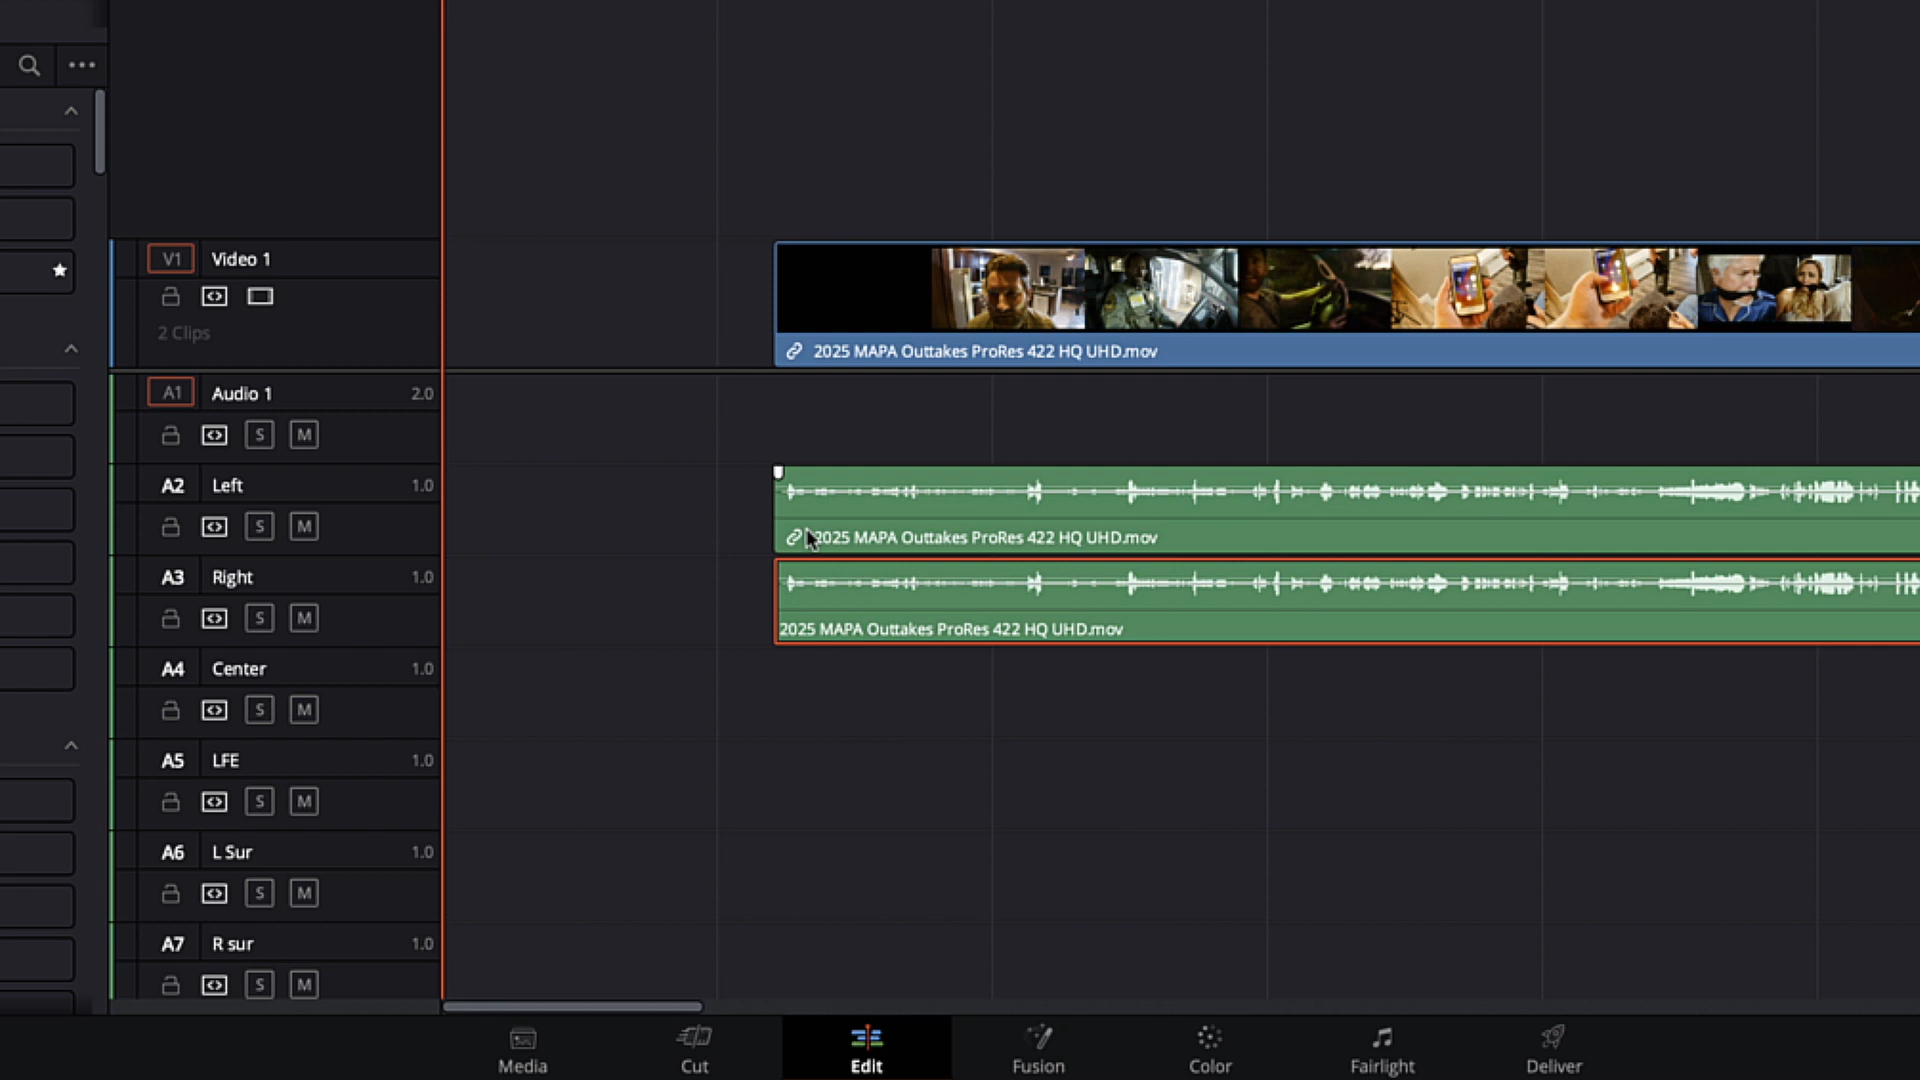 V1 Video 1
2 Clips
2025 MAPA Outtakes ProRes 422 HQ UHD.mov
A1 Audio 1 2.0
S M
A2 Left 1.0
S M
2025 MAPA Outtakes ProRes 422 HQ UHD.mov
A3 Right 1.0
S M
2025 MAPA Outtakes ProRes 422 HQ UHD.mov
A4 Center 1.0
S M
A5 LFE 1.0
S M
A6 L Sur 1.0
S M
A7 R sur 1.0
S M
Media Cut Edit Fusion Color Fairlight Deliver